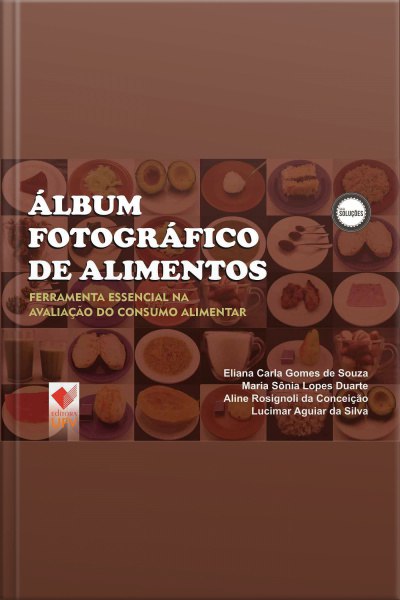 ÁLBUM
FOTOGRÁFICO
DE ALIMENTOS
SOLUÇÕES
FERRAMENTA ESSENCIAL NA
AVALIAÇÃO DO CONSUMO ALIMENTAR
Eliana Carla Gomes de Souza
Maria Sônia Lopes Duarte
Aline Rosignoli da Conceição
Lucimar Aguiar da Silva
EDITORA
UFV